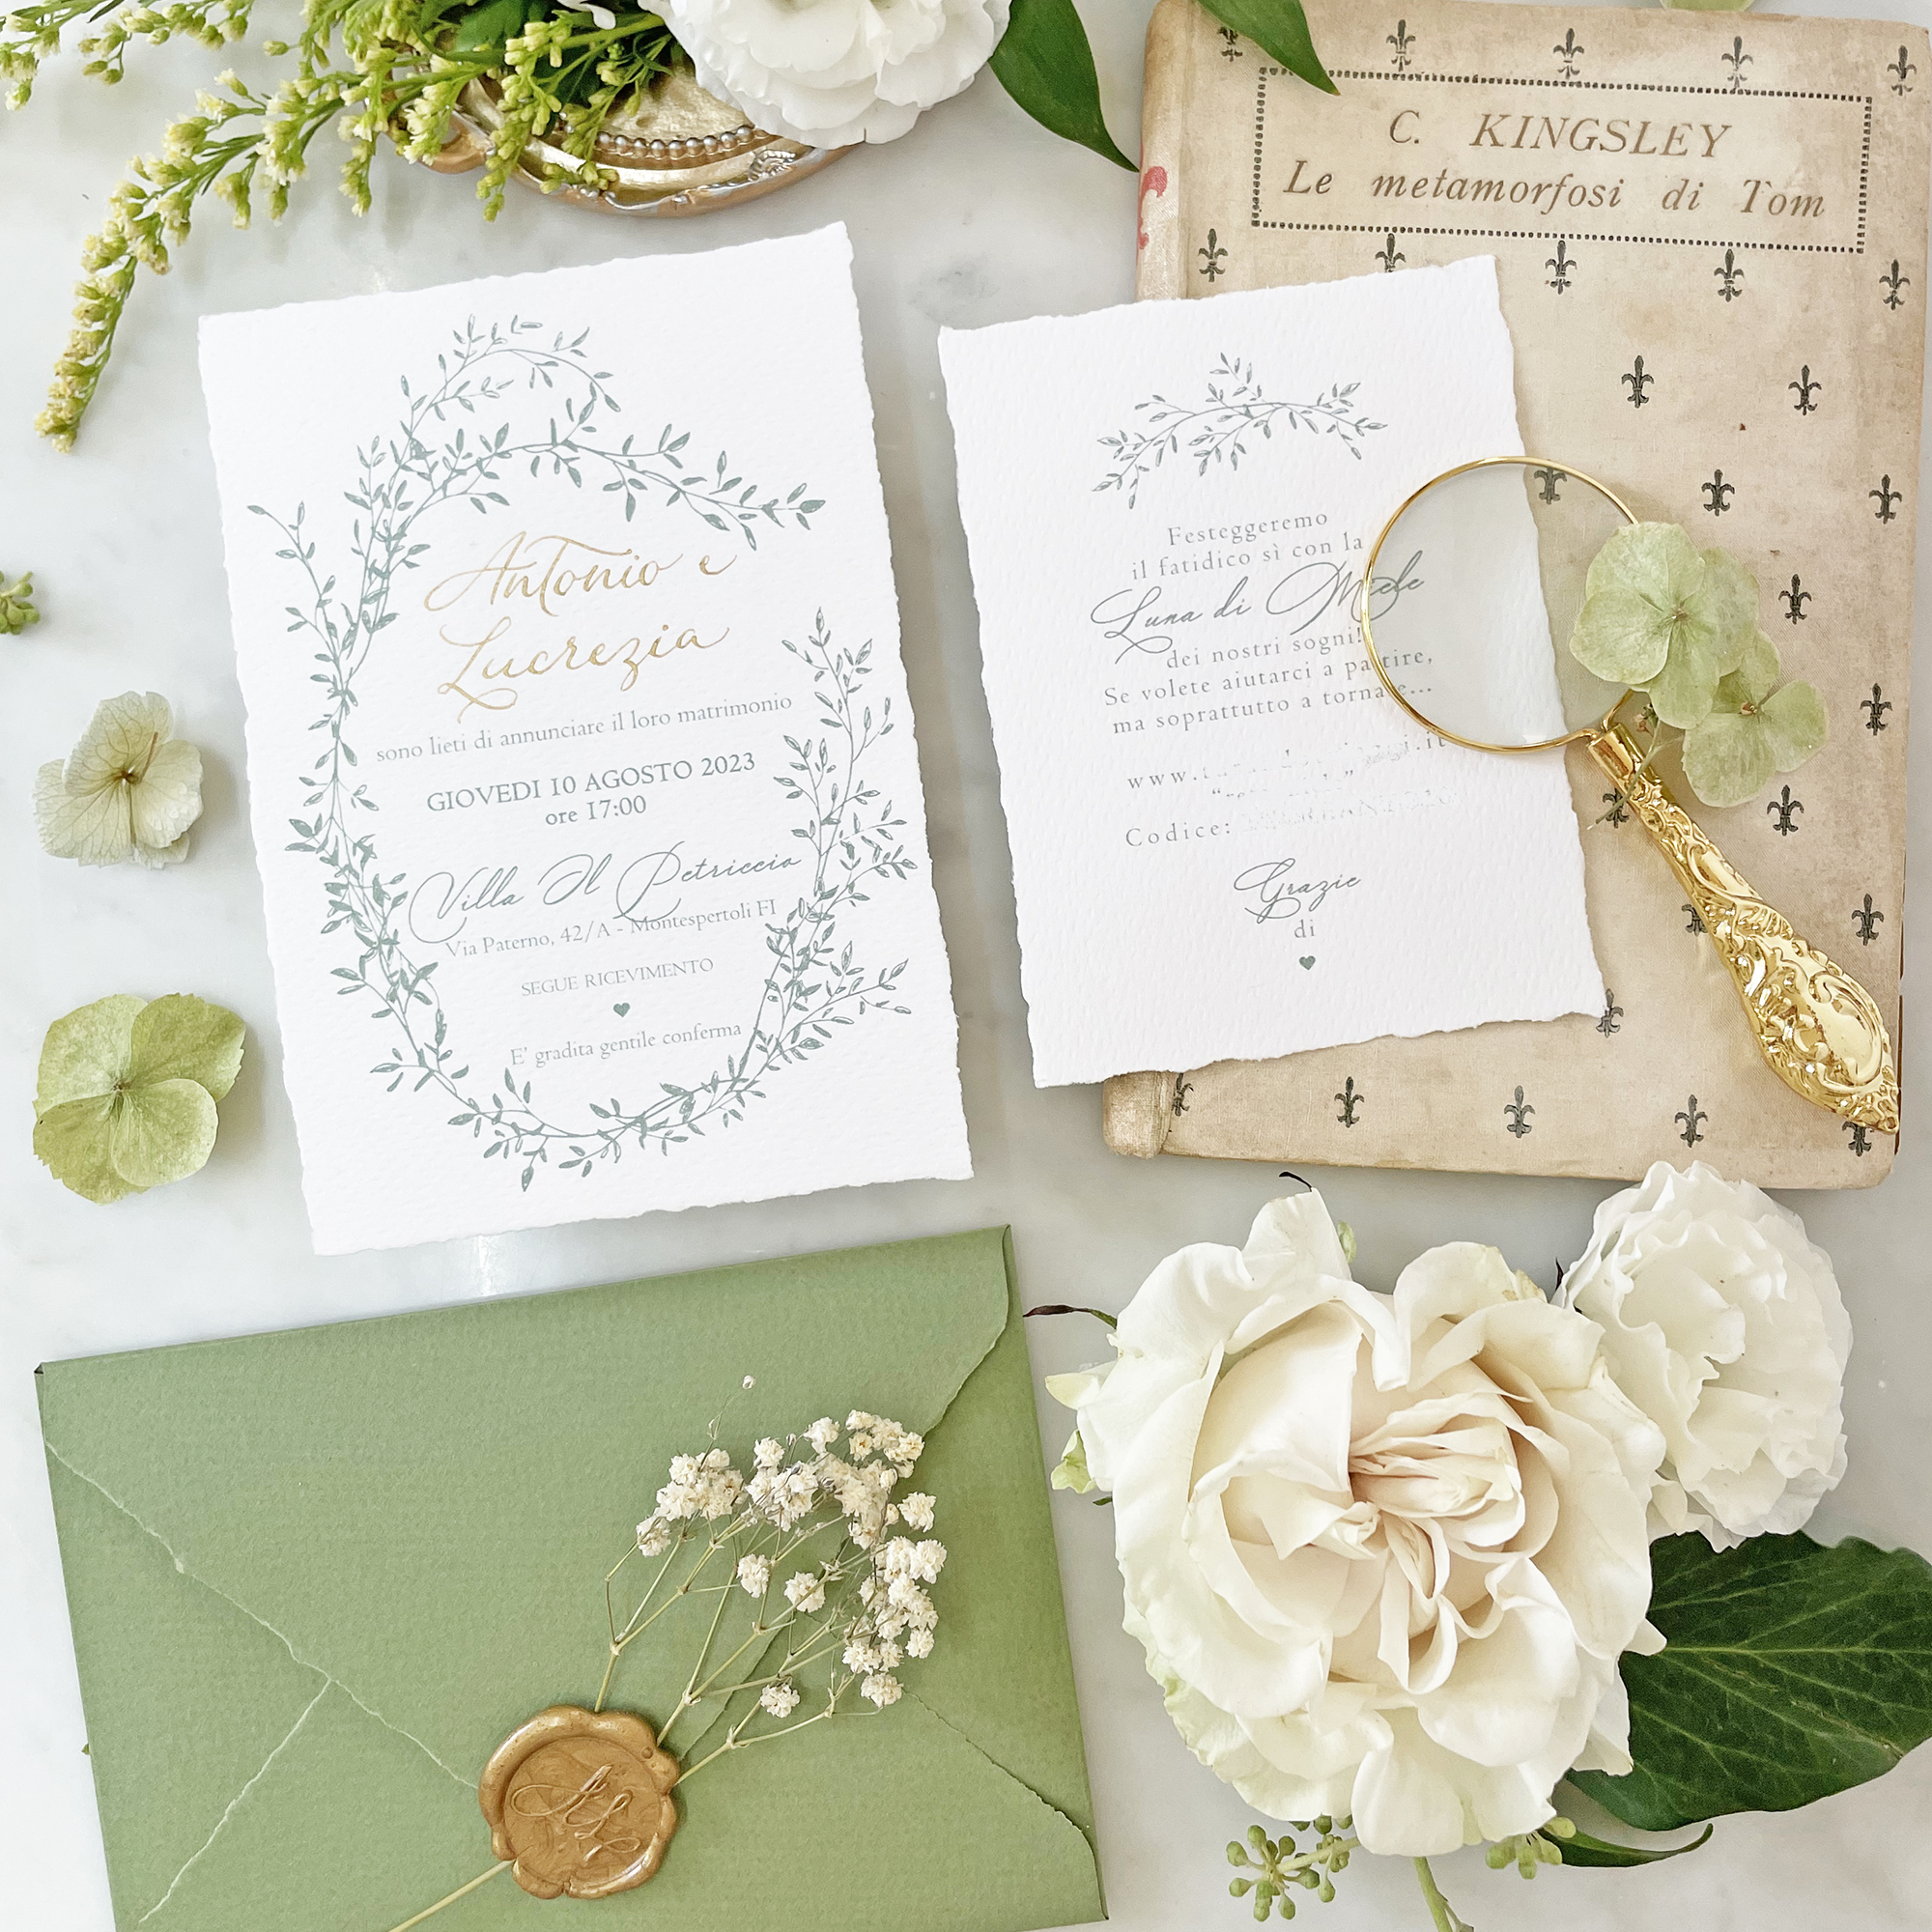 C. KINGSLEY
Le metamorfosi di Tom
Antonio e
Lucrezia
sono lieti di annunciare il loro matrimonio
GIOVEDI 10 AGOSTO 2023
ore 17:00
Villa Il Petriccio
Via Paterno, 42/A - Montespertoli FI
SEGUE RICEVIMENTO
E' gradita gentile conferma
Festeggeremo
il fatidico sì con la
Luna di Miele
dei nostri sogni!
Se volete aiutarci a partire,
ma soprattutto a tornare...
www.
Codice:
Grazie
di